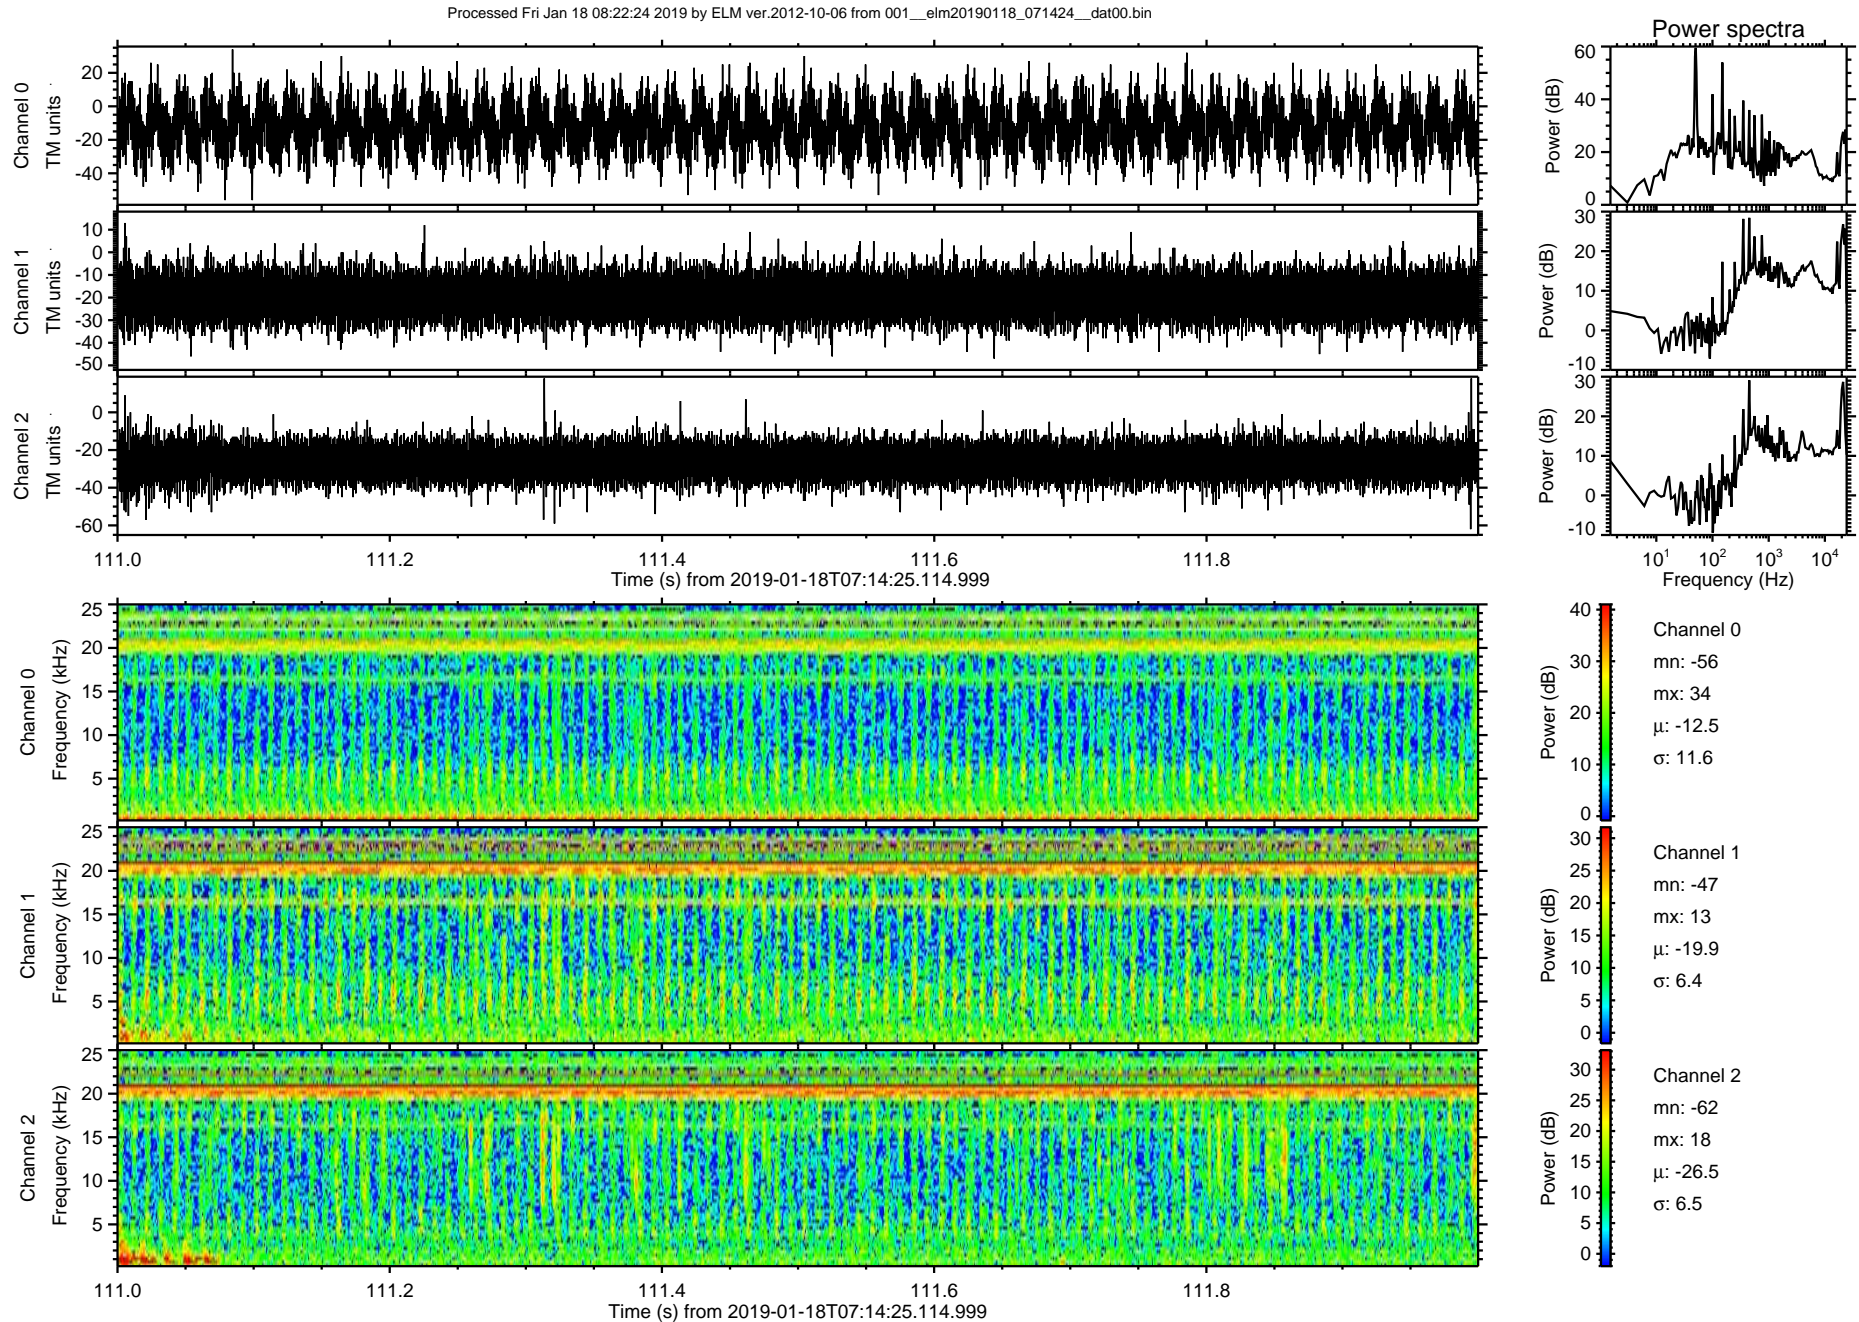 Processed Fri Jan 18 08:22:24 2019 by ELM ver.2012-10-06 from 001__elm20190118_071424__dat00.bin
Power spectra
Channel 0
TM units
20
0
-20
-40
Power (dB)
60
40
20
0
Channel 1
TM units
10
0
-10
-20
-30
-40
-50
Power (dB)
30
20
10
0
-10
Channel 2
TM units
0
-20
-40
-60
Power (dB)
30
20
10
0
-10
111.0 111.2 111.4 111.6 111.8
Time (s) from 2019-01-18T07:14:25.114.999
10¹ 10² 10³ 10⁴
Frequency (Hz)
Channel 0
Frequency (kHz)
25
20
15
10
5
Power (dB)
40
30
20
10
0
Channel 0
mn: -56
mx: 34
μ: -12.5
σ: 11.6
Channel 1
Frequency (kHz)
25
20
15
10
5
Power (dB)
30
25
20
15
10
5
0
Channel 1
mn: -47
mx: 13
μ: -19.9
σ: 6.4
Channel 2
Frequency (kHz)
25
20
15
10
5
Power (dB)
30
25
20
15
10
5
0
Channel 2
mn: -62
mx: 18
μ: -26.5
σ: 6.5
111.0 111.2 111.4 111.6 111.8
Time (s) from 2019-01-18T07:14:25.114.999